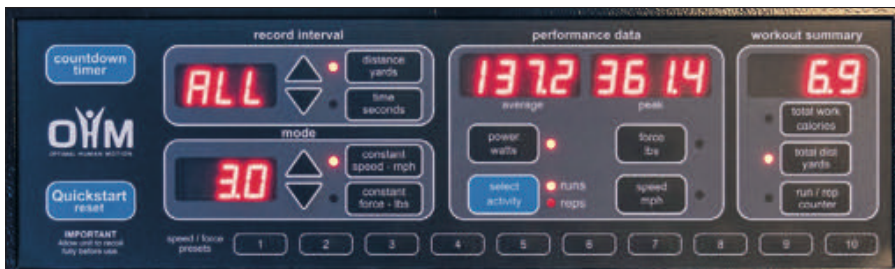 record interval
performance data
workout summary
countdown
timer
ALL
distance
yards
time
seconds
137.2
361.4
average
peak
6.9
total work
calories
OHM
OPTIMAL HUMAN MOTION
mode
3.0
constant
speed - mph
constant
force - lbs
power
watts
force
lbs
total dist
yards
Quickstart
reset
select
activity
runs
reps
speed
mph
run / rep
counter
IMPORTANT
Allow unit to recoil
fully before use
speed / force
presets
1
2
3
4
5
6
7
8
9
10